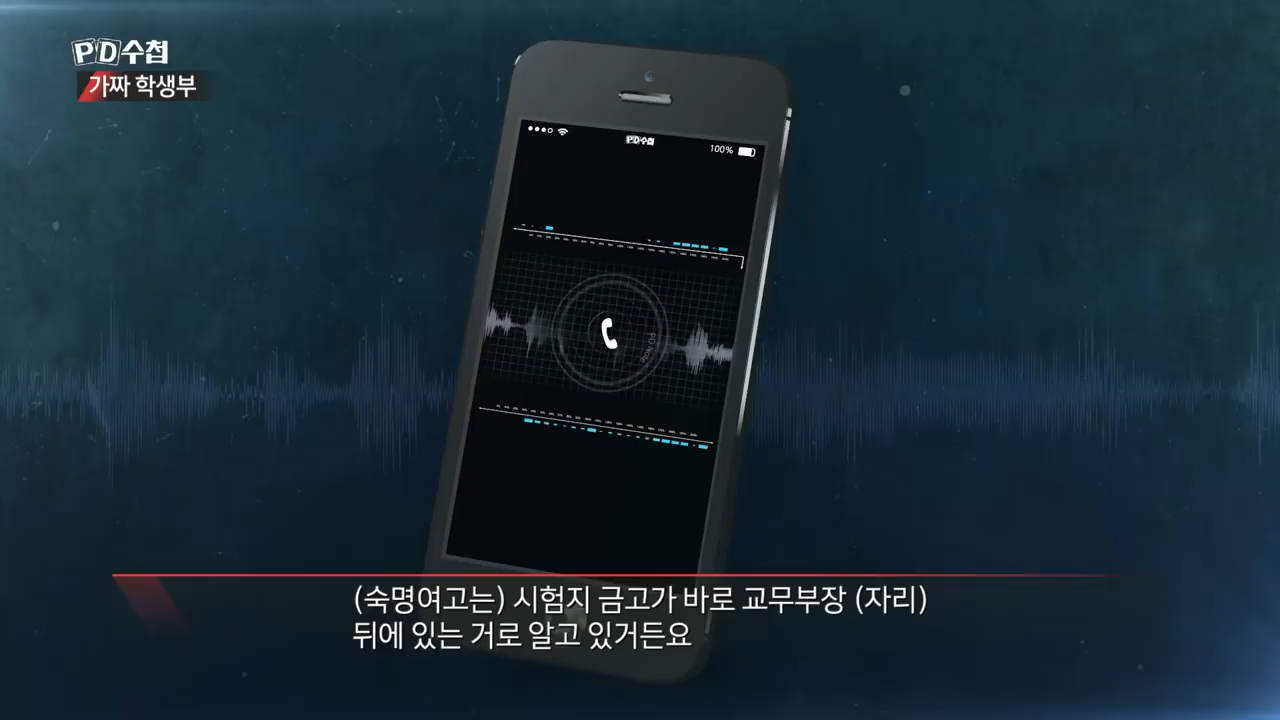 PD수첩
가짜 학생부
PD수첩
100%
(숙명여고는) 시험지 금고가 바로 교무부장 (자리)
뒤에 있는 거로 알고 있거든요